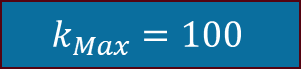 k_Max = 100